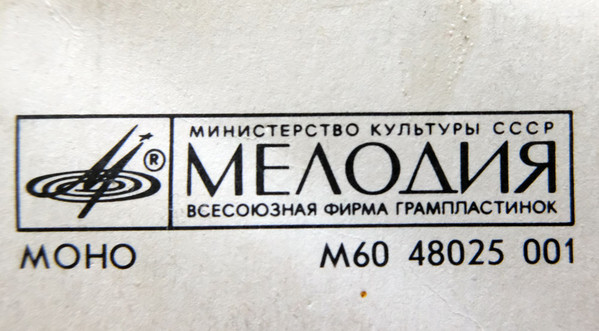 ®
МИНИСТЕРСТВО КУЛЬТУРЫ СССР
МЕЛОДИЯ
ВСЕСОЮЗНАЯ ФИРМА ГРАМПЛАСТИНОК
МОНО М60 48025 001